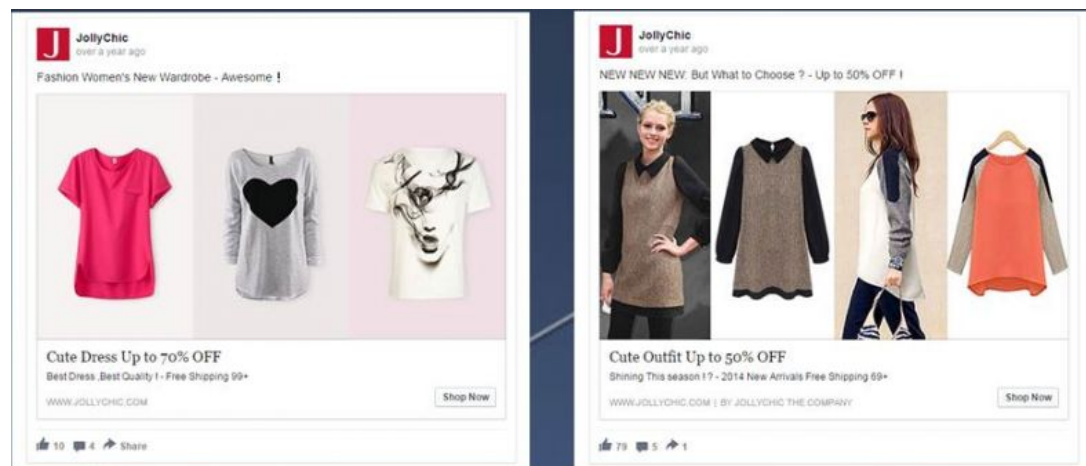 J JollyChic
over a year ago
Fashion Women's New Wardrobe - Awesome !
Cute Dress Up to 70% OFF
Best Dress ,Best Quality ! - Free Shipping 99+
WWW.JOLLYCHIC.COM
Shop Now
10 4 Share
J JollyChic
over a year ago
NEW NEW NEW: But What to Choose ? - Up to 50% OFF !
Cute Outfit Up to 50% OFF
Shining This season ! ? - 2014 New Arrivals Free Shipping 69+
WWW.JOLLYCHIC.COM | BY JOLLYCHIC THE COMPANY
Shop Now
79 5 1